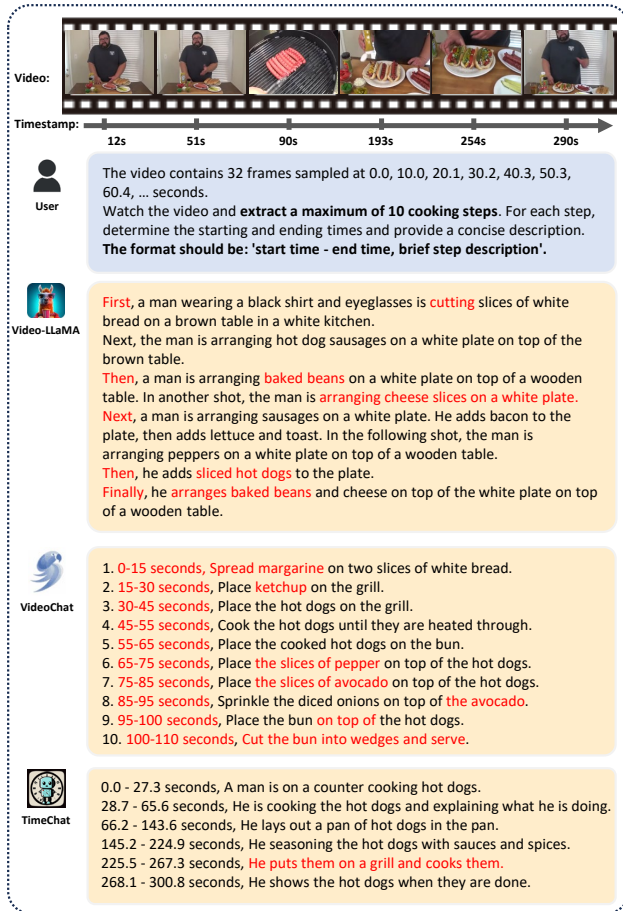 Video:
Timestamp:
12s 51s 90s 193s 254s 290s
User
The video contains 32 frames sampled at 0.0, 10.0, 20.1, 30.2, 40.3, 50.3,
60.4, ... seconds.
Watch the video and extract a maximum of 10 cooking steps. For each step,
determine the starting and ending times and provide a concise description.
The format should be: 'start time - end time, brief step description'.
Video-LLaMA
First, a man wearing a black shirt and eyeglasses is cutting slices of white
bread on a brown table in a white kitchen.
Next, the man is arranging hot dog sausages on a white plate on top of the
brown table.
Then, a man is arranging baked beans on a white plate on top of a wooden
table. In another shot, the man is arranging cheese slices on a white plate.
Next, a man is arranging sausages on a white plate. He adds bacon to the
plate, then adds lettuce and toast. In the following shot, the man is
arranging peppers on a white plate on top of a wooden table.
Then, he adds sliced hot dogs to the plate.
Finally, he arranges baked beans and cheese on top of the white plate on top
of a wooden table.
VideoChat
1. 0-15 seconds, Spread margarine on two slices of white bread.
2. 15-30 seconds, Place ketchup on the grill.
3. 30-45 seconds, Place the hot dogs on the grill.
4. 45-55 seconds, Cook the hot dogs until they are heated through.
5. 55-65 seconds, Place the cooked hot dogs on the bun.
6. 65-75 seconds, Place the slices of pepper on top of the hot dogs.
7. 75-85 seconds, Place the slices of avocado on top of the hot dogs.
8. 85-95 seconds, Sprinkle the diced onions on top of the avocado.
9. 95-100 seconds, Place the bun on top of the hot dogs.
10. 100-110 seconds, Cut the bun into wedges and serve.
TimeChat
0.0 - 27.3 seconds, A man is on a counter cooking hot dogs.
28.7 - 65.6 seconds, He is cooking the hot dogs and explaining what he is doing.
66.2 - 143.6 seconds, He lays out a pan of hot dogs in the pan.
145.2 - 224.9 seconds, He seasoning the hot dogs with sauces and spices.
225.5 - 267.3 seconds, He puts them on a grill and cooks them.
268.1 - 300.8 seconds, He shows the hot dogs when they are done.